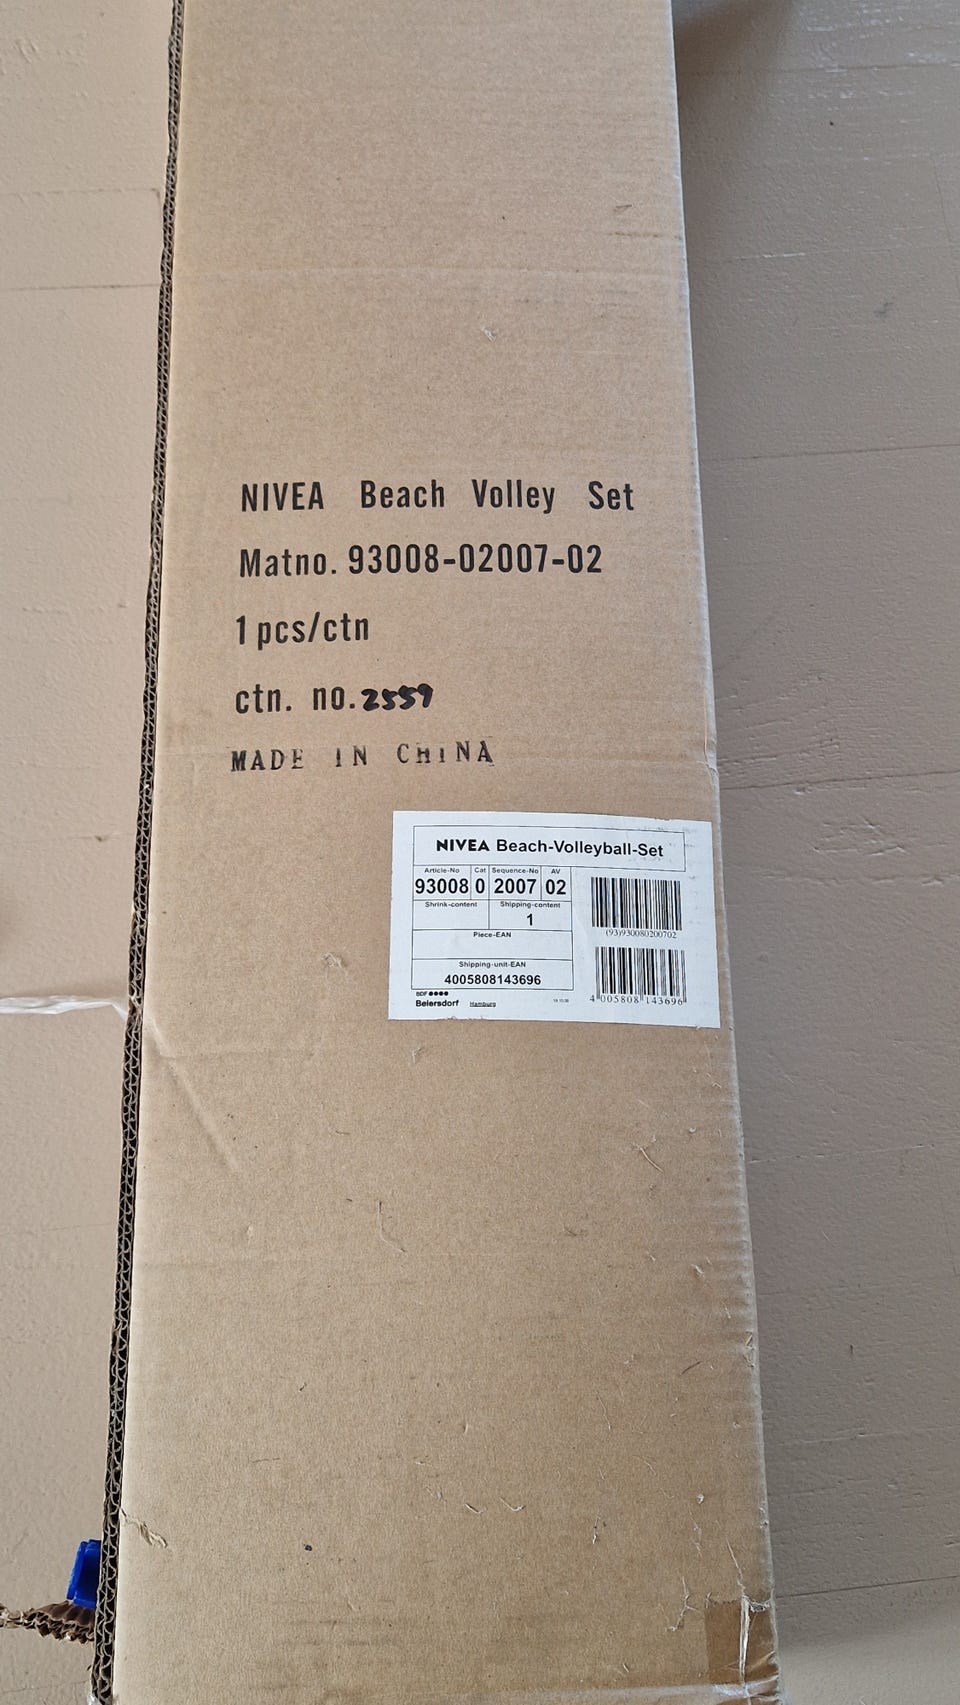 NIVEA Beach Volley Set
Matno. 93008-02007-02
1 pcs/ctn
ctn. no. 2559
MADE IN CHINA
NIVEA Beach-Volleyball-Set
Article-No Cat Sequence-No AV
93008 0 2007 02
Shrink-content Shipping-content
1
Piece-EAN
Shipping-unit-EAN
4005808143696
BDF
Beiersdorf Hamburg
(93)930080200702
4 005808 143696